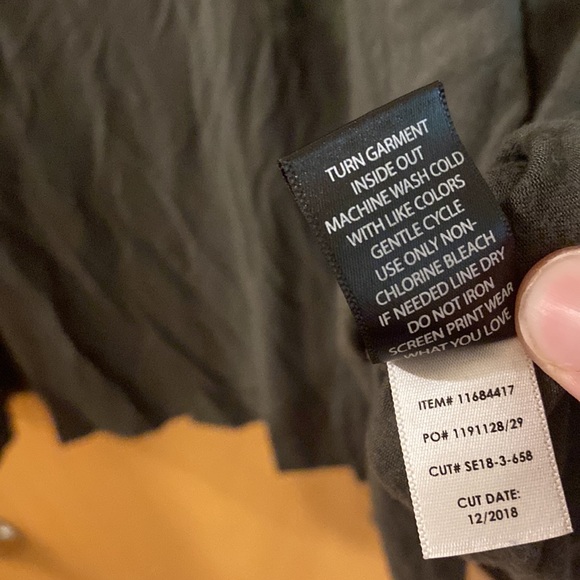 TURN GARMENT
INSIDE OUT
MACHINE WASH COLD
WITH LIKE COLORS
GENTLE CYCLE
USE ONLY NON-
CHLORINE BLEACH
IF NEEDED LINE DRY
DO NOT IRON
SCREEN PRINT WEAR
WHAT YOU LOVE
ITEM# 11684417
PO# 1191128/29
CUT# SE18-3-658
CUT DATE:
12/2018